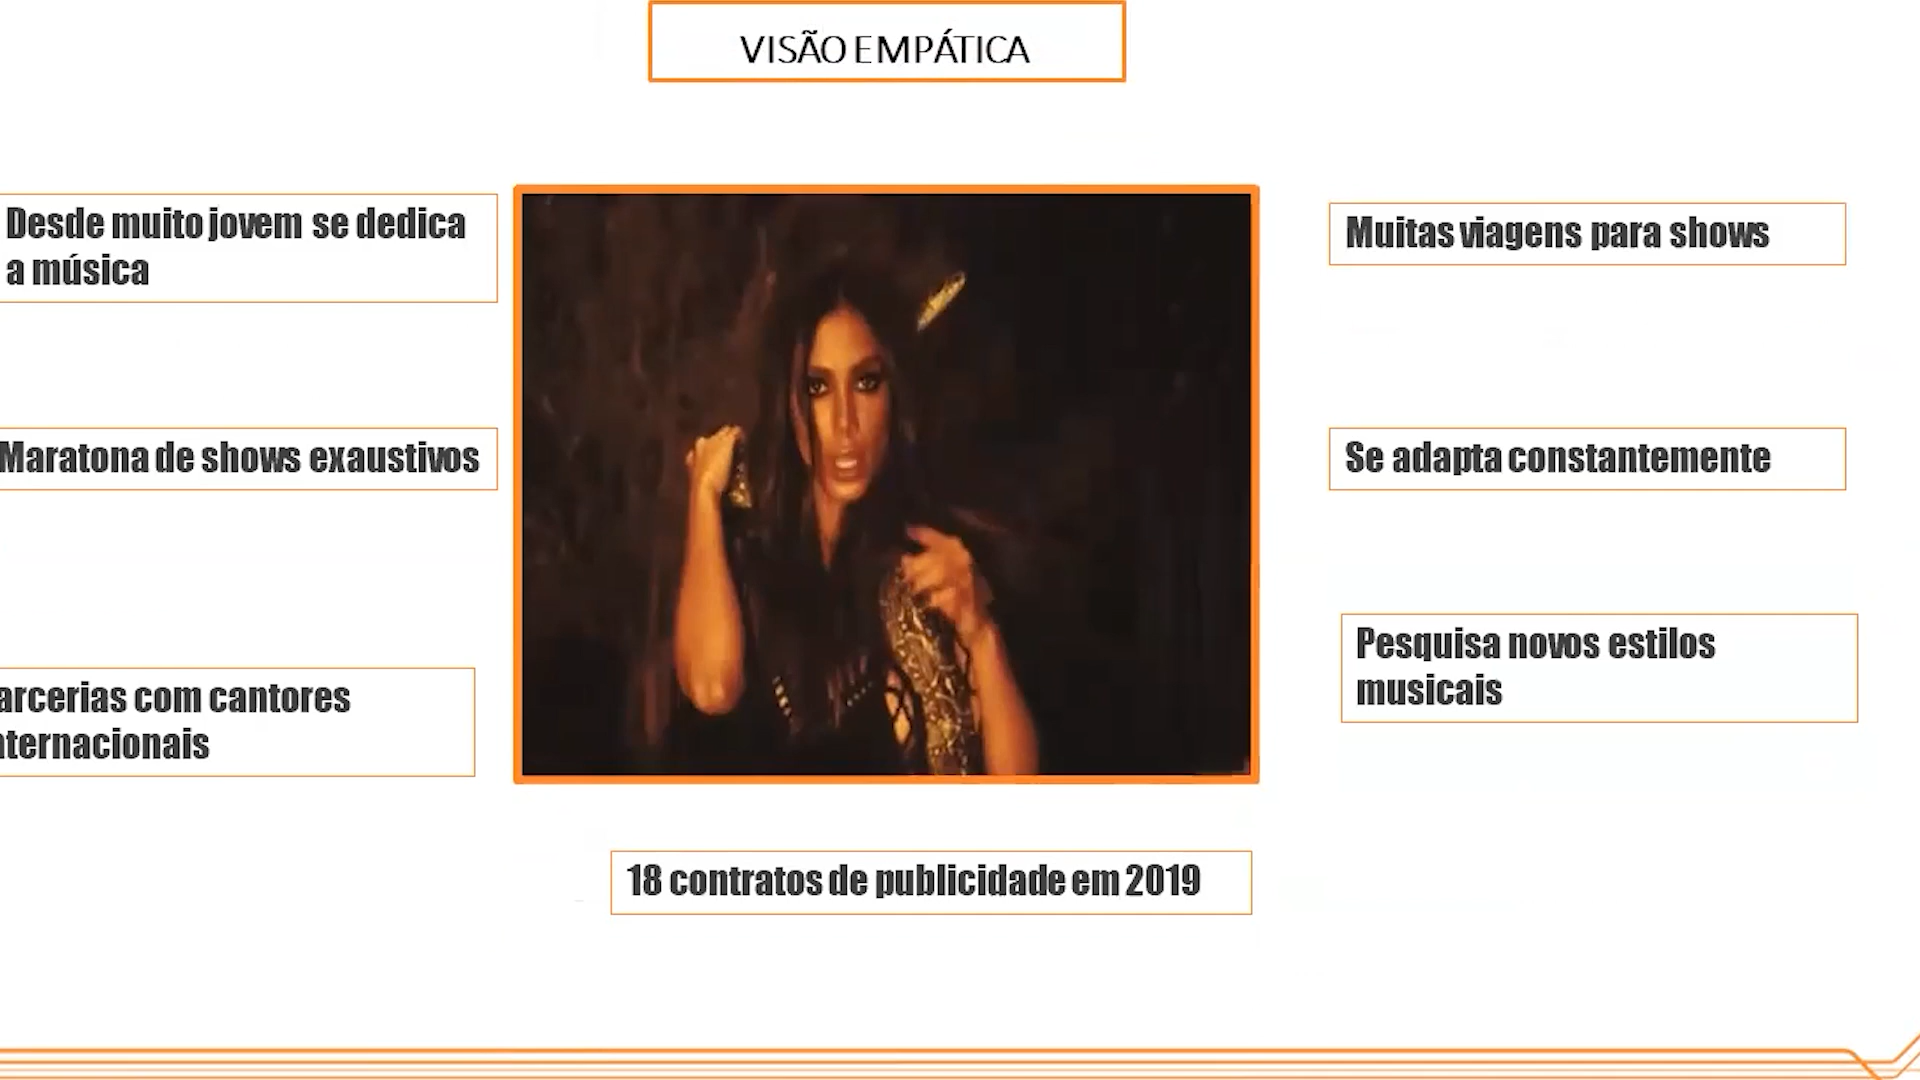 VISÃO EMPÁTICA
Desde muito jovem se dedica
a música
Maratona de shows exaustivos
arcerias com cantores
nternacionais
Muitas viagens para shows
Se adapta constantemente
Pesquisa novos estilos
musicais
18 contratos de publicidade em 2019